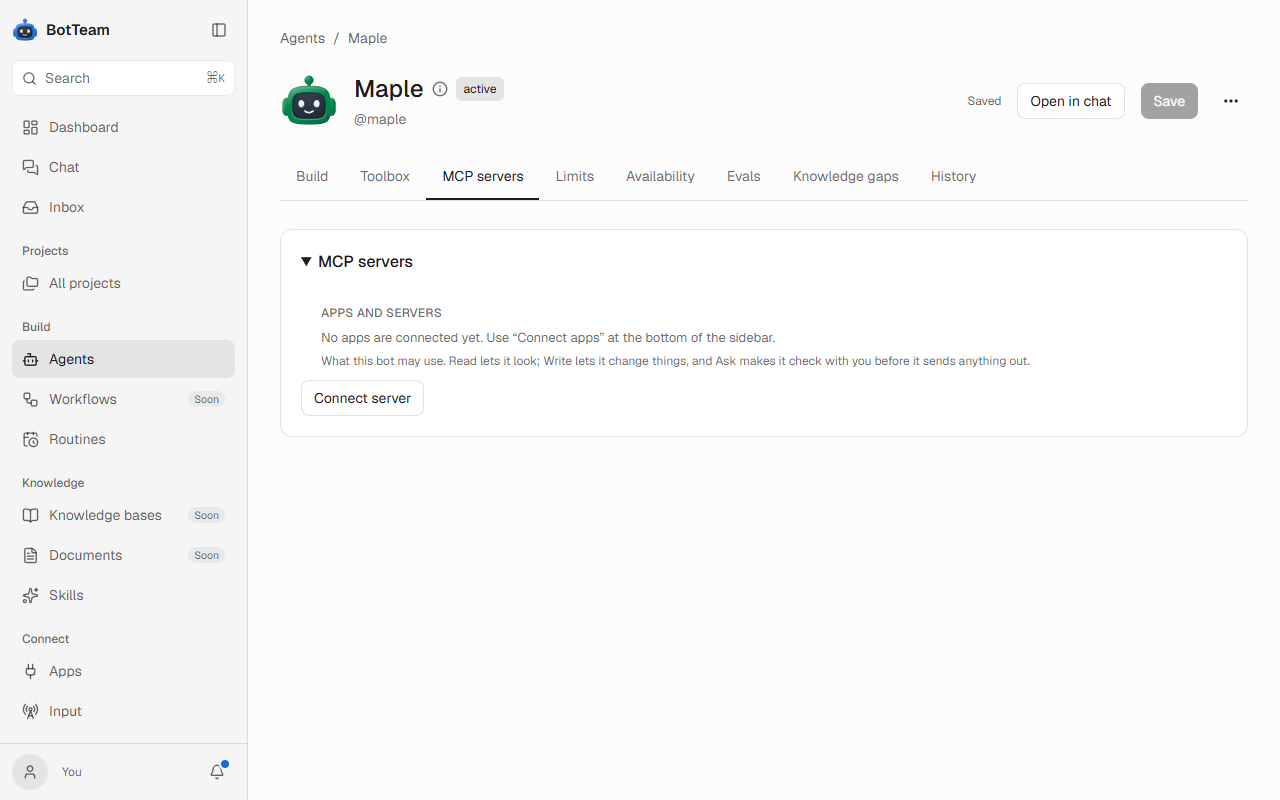 BotTeam
Search ⌘K
Dashboard
Chat
Inbox
Projects
All projects
Build
Agents
Workflows Soon
Routines
Knowledge
Knowledge bases Soon
Documents Soon
Skills
Connect
Apps
Input
You
Agents / Maple
Maple active
@maple
Saved Open in chat Save
Build Toolbox MCP servers Limits Availability Evals Knowledge gaps History
MCP servers
APPS AND SERVERS
No apps are connected yet. Use “Connect apps” at the bottom of the sidebar.
What this bot may use. Read lets it look; Write lets it change things, and Ask makes it check with you before it sends anything out.
Connect server